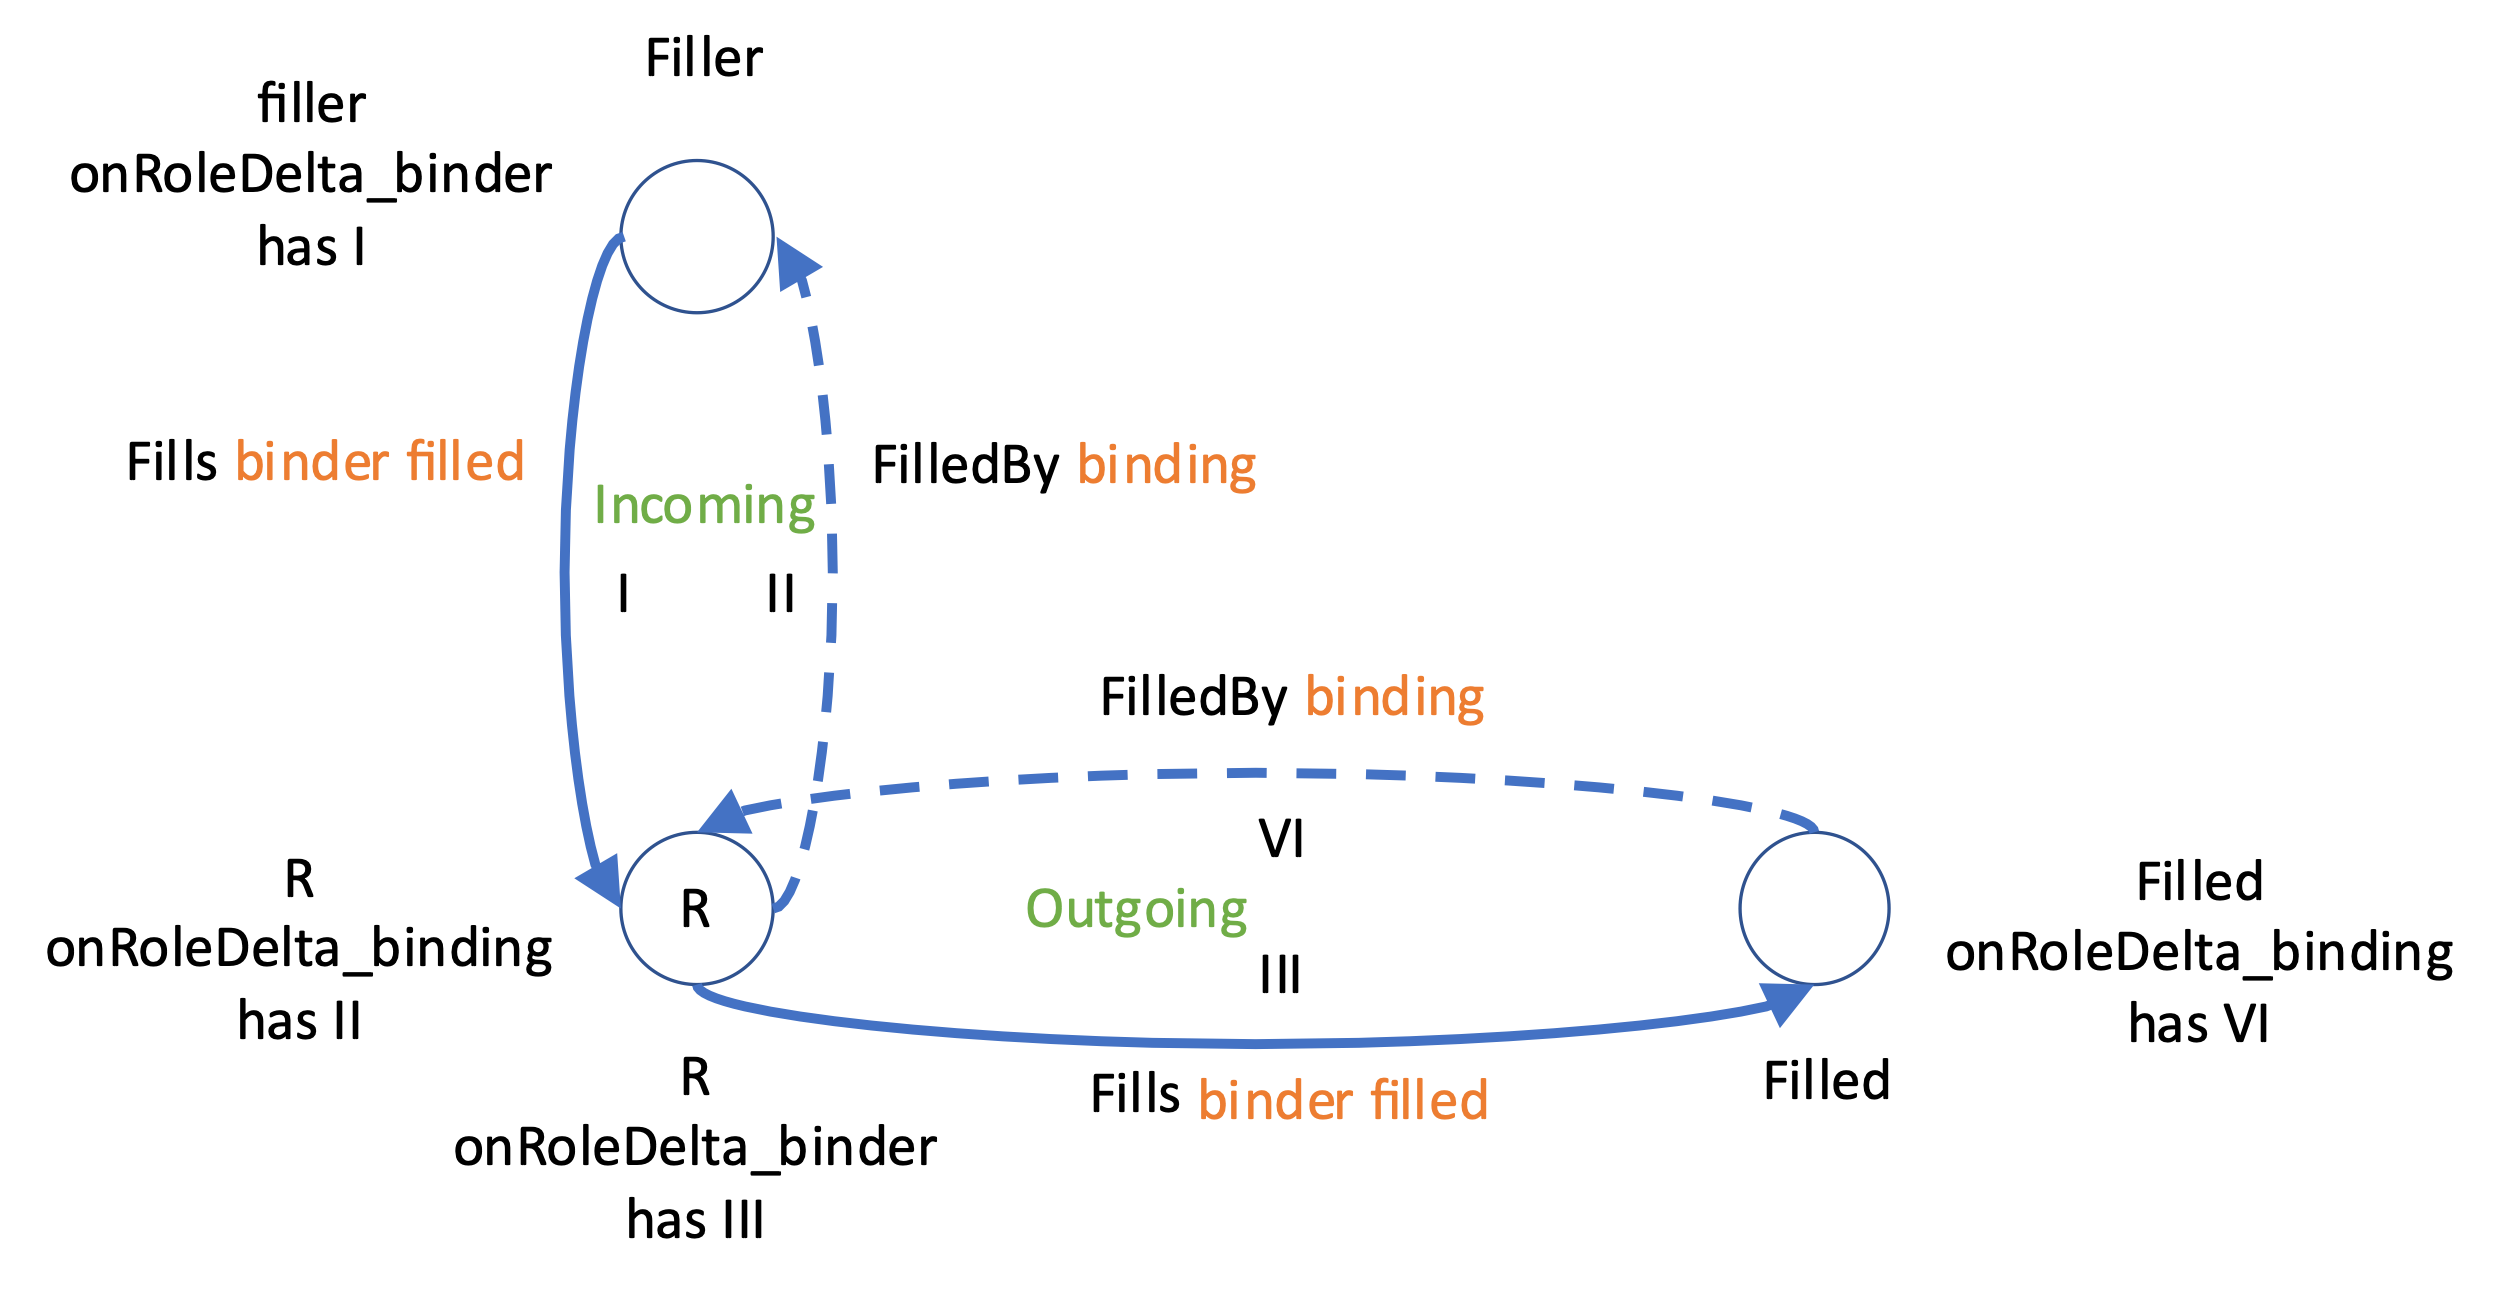 Filler
filler
onRoleDelta_binder
has I
Fills binder filled
FilledBy binding
Incoming
I
II
FilledBy binding
VI
R
onRoleDelta_binding
has II
R
Outgoing
III
Filled
onRoleDelta_binding
has VI
Filled
Fills binder filled
R
onRoleDelta_binder
has III